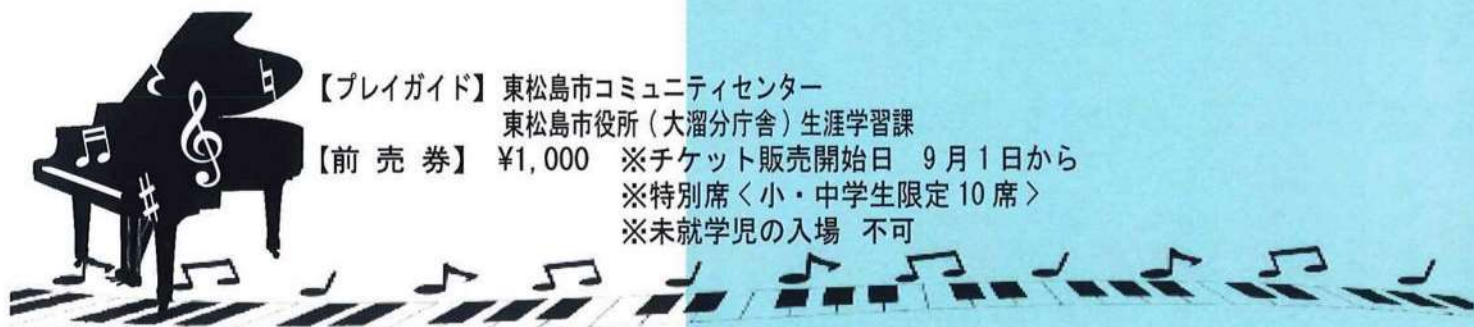 【プレイガイド】東松島市コミュニティセンター
東松島市役所(大溜分庁舎)生涯学習課
【前 売 券】 ¥1,000 ※チケット販売開始日 9月1日から
※特別席<小・中学生限定10席>
※未就学児の入場 不可